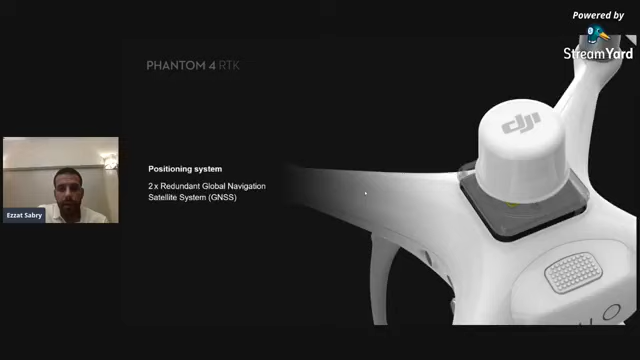 Powered by
StreamYard
PHANTOM 4 RTK
dji
Positioning system
2 x Redundant Global Navigation
Satellite System (GNSS)
Ezzat Sabry